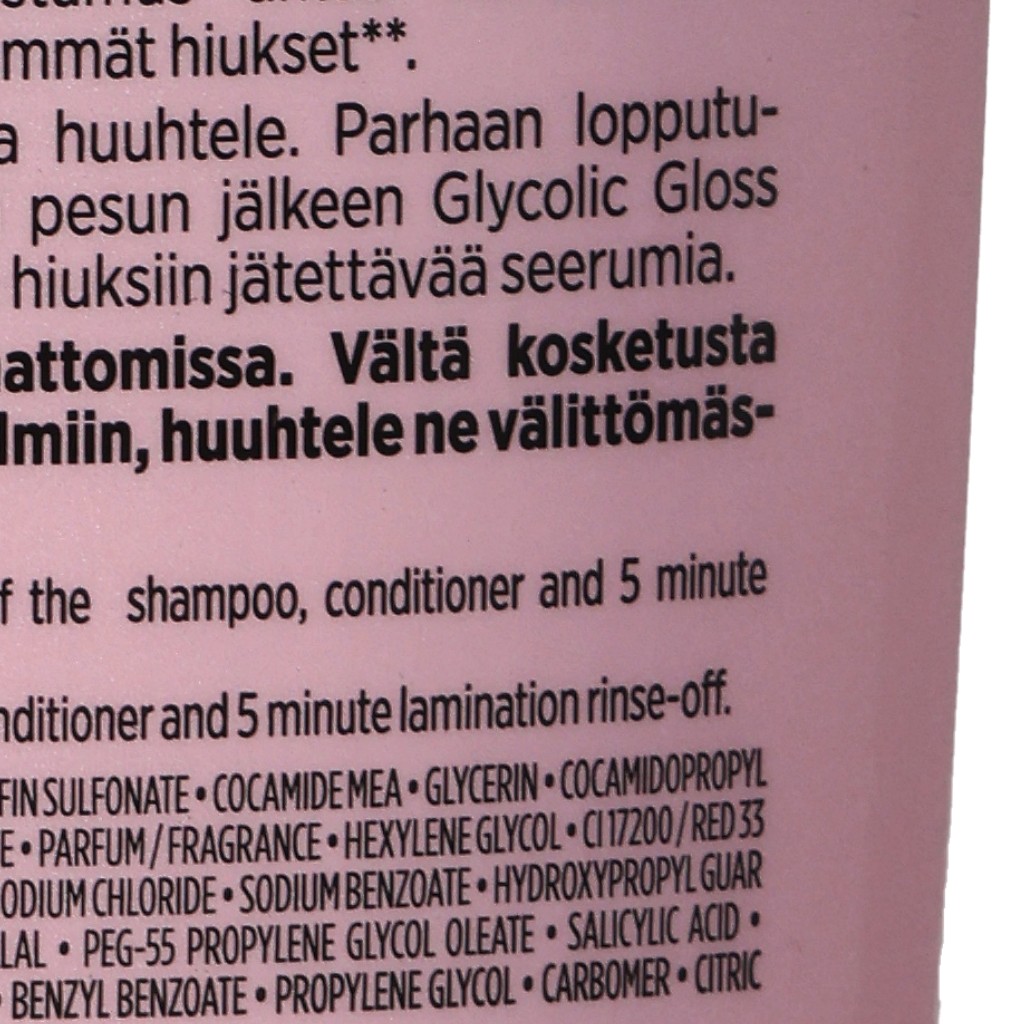 mmät hiukset**.
a huuhtele. Parhaan lopputu-
pesun jälkeen Glycolic Gloss
hiuksiin jätettävää seerumia.
attomissa. Vältä kosketusta
lmiin, huuhtele ne välittömäs-
f the shampoo, conditioner and 5 minute
nditioner and 5 minute lamination rinse-off.
FIN SULFONATE • COCAMIDE MEA • GLYCERIN • COCAMIDOPROPYL
E • PARFUM / FRAGRANCE • HEXYLENE GLYCOL • CI 17200 / RED 33
ODIUM CHLORIDE • SODIUM BENZOATE • HYDROXYPROPYL GUAR
LAL • PEG-55 PROPYLENE GLYCOL OLEATE • SALICYLIC ACID •
• BENZYL BENZOATE • PROPYLENE GLYCOL • CARBOMER • CITRIC